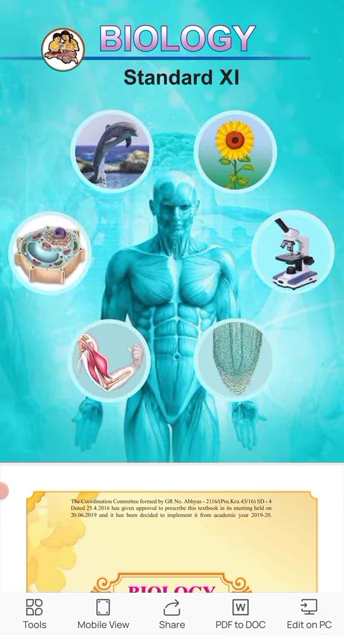 BIOLOGY
Standard XI
The Coordination Committee formed by GR No. Abhyas - 2116/(Pra.Kra.43/16) SD - 4
Dated 25.4.2016 has given approval to prescribe this textbook in its meeting held on
20.06.2019 and it has been decided to implement it from academic year 2019-20.
BIOLOGY
Tools
Mobile View
Share
PDF to DOC
Edit on PC